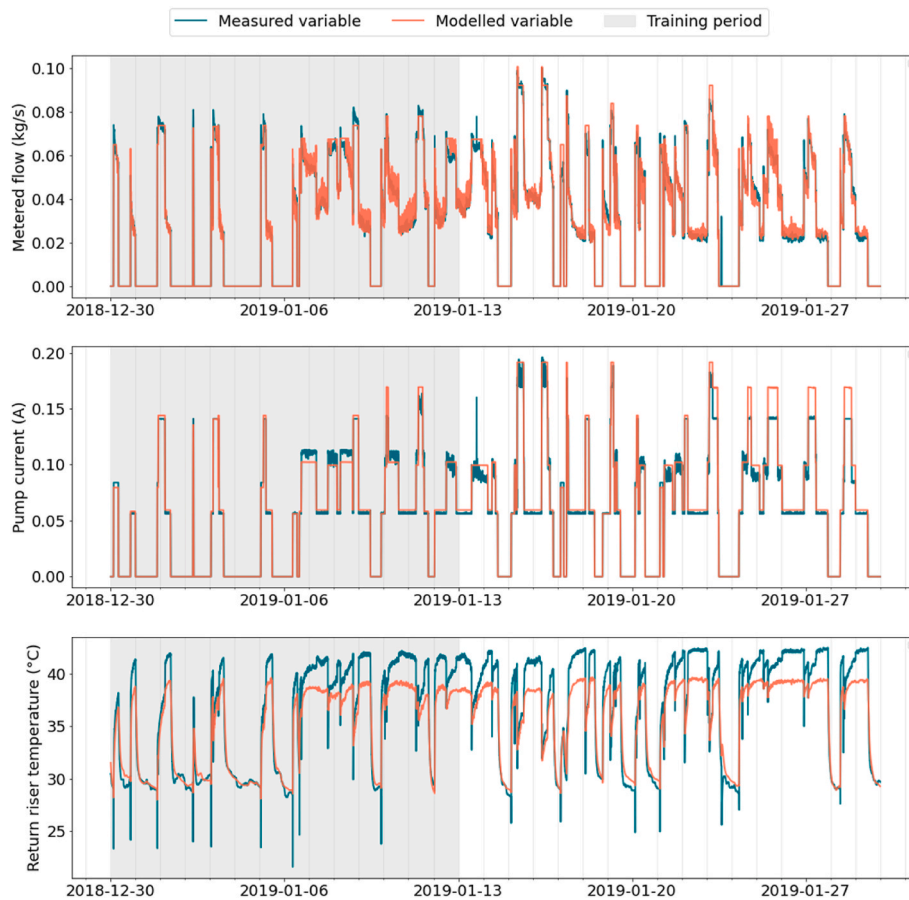 Measured variable Modelled variable Training period
Metered flow (kg/s)
0.10
0.08
0.06
0.04
0.02
0.00
2018-12-30 2019-01-06 2019-01-13 2019-01-20 2019-01-27
Pump current (A)
0.20
0.15
0.10
0.05
0.00
2018-12-30 2019-01-06 2019-01-13 2019-01-20 2019-01-27
Return riser temperature (°C)
40
35
30
25
2018-12-30 2019-01-06 2019-01-13 2019-01-20 2019-01-27